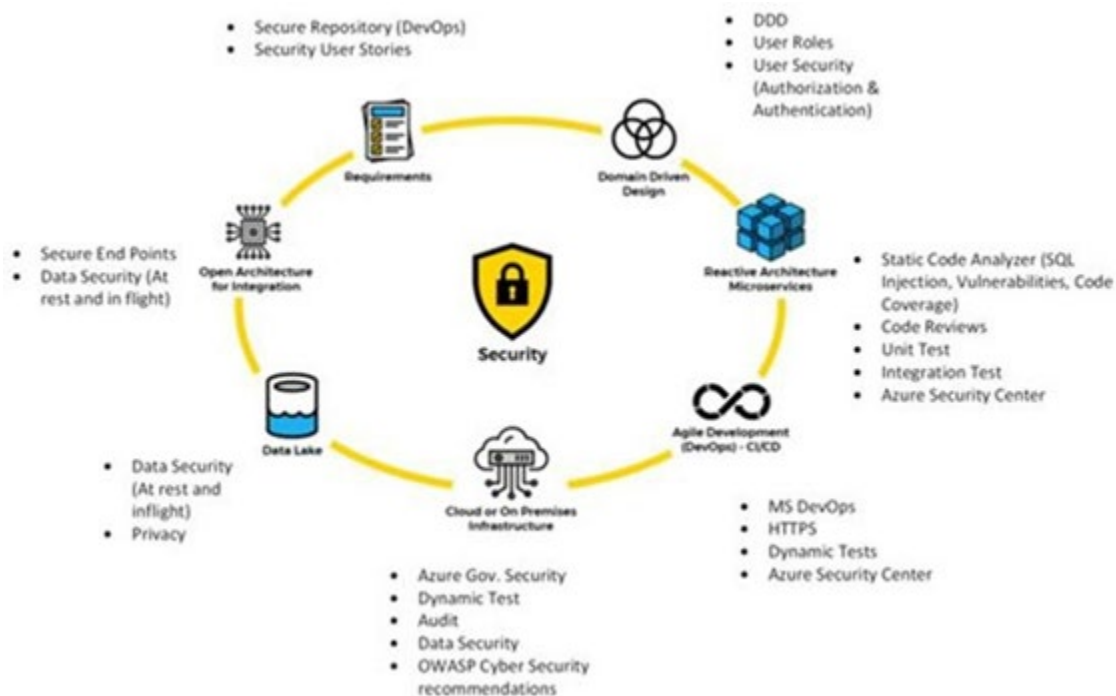 • Secure Repository (DevOps)
• Security User Stories
• DDD
• User Roles
• User Security
(Authorization &
Authentication)
Requirements
Domain Driven
Design
• Secure End Points
• Data Security (At
rest and in flight)
Open Architecture
for Integration
Reactive Architecture
Microservices
• Static Code Analyzer (SQL
Injection, Vulnerabilities, Code
Coverage)
• Code Reviews
• Unit Test
• Integration Test
• Azure Security Center
Security
Data Lake
Agile Development
(DevOps) - CI/CD
• Data Security
(At rest and
inflight)
• Privacy
Cloud or On Premises
Infrastructure
• MS DevOps
• HTTPS
• Dynamic Tests
• Azure Security Center
• Azure Gov. Security
• Dynamic Test
• Audit
• Data Security
• OWASP Cyber Security
recommendations